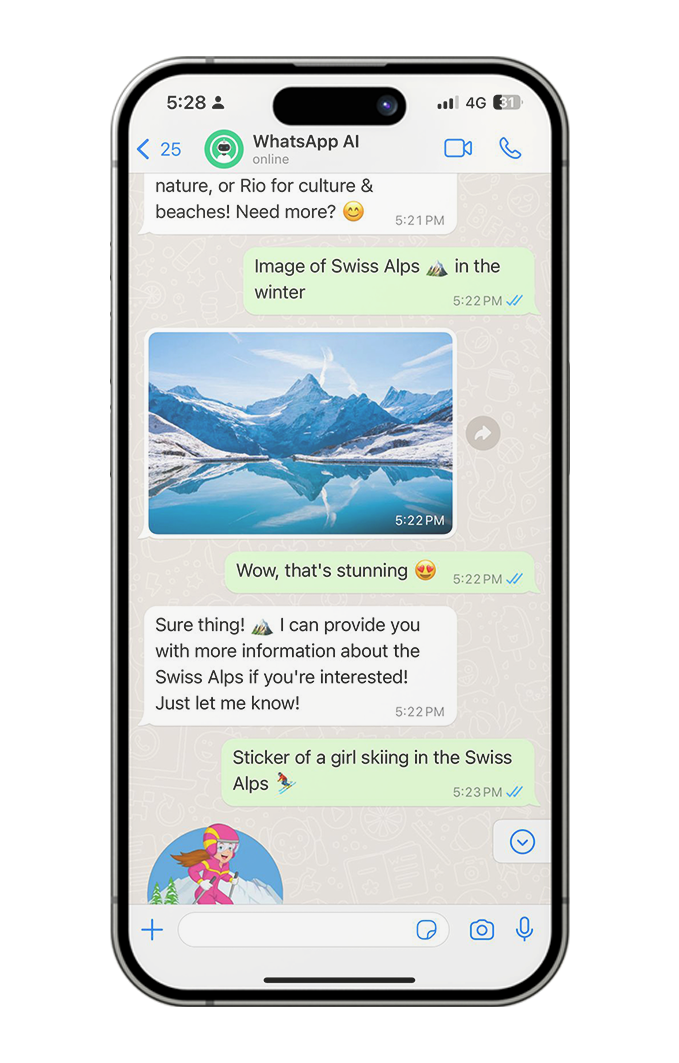 5:28
4G
31
25
WhatsApp AI
online
nature, or Rio for culture &
beaches! Need more? 😊
5:21 PM
Image of Swiss Alps 🏔️ in the
winter
5:22 PM
5:22 PM
Wow, that's stunning 😍
5:22 PM
Sure thing! 🏔️ I can provide you
with more information about the
Swiss Alps if you're interested!
Just let me know!
5:22 PM
Sticker of a girl skiing in the Swiss
Alps ⛷️
5:23 PM